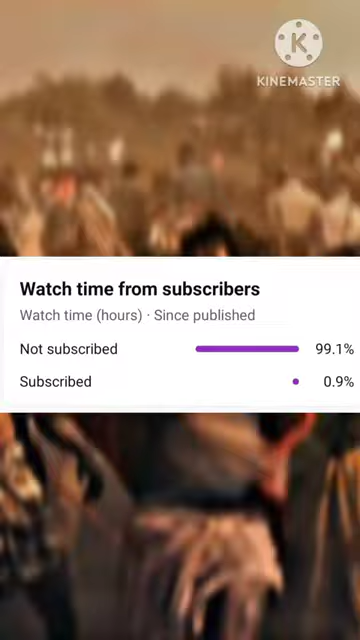 KINEMASTER
Watch time from subscribers
Watch time (hours) · Since published
Not subscribed 99.1%
Subscribed 0.9%